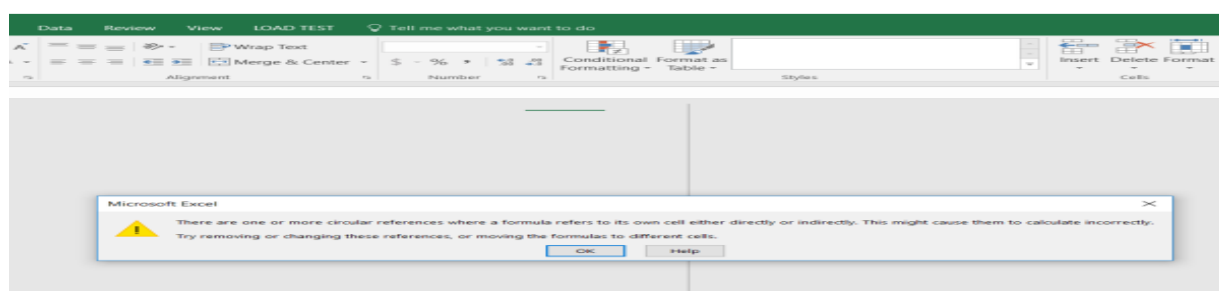 Data Review View LOAD TEST Tell me what you want to do
Wrap Text
Merge & Center
$ - % ,
Conditional Formatting
Format as Table
Insert Delete Format
Alignment Number Styles Cells
Microsoft Excel
There are one or more circular references where a formula refers to its own cell either directly or indirectly. This might cause them to calculate incorrectly.
Try removing or changing these references, or moving the formulas to different cells.
OK Help